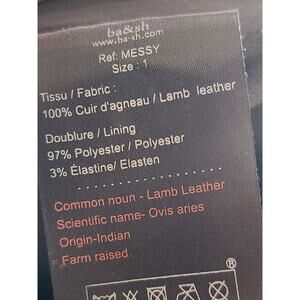 ba&sh
www.ba-sh.com
Ref: MESSY
Size : 1
Tissu / Fabric :
100% Cuir d'agneau / Lamb leather
Doublure / Lining
97% Polyester / Polyester
3% Élastine/ Elasten
Common noun - Lamb Leather
Scientific name- Ovis aries
Origin-Indian
Farm raised.
®